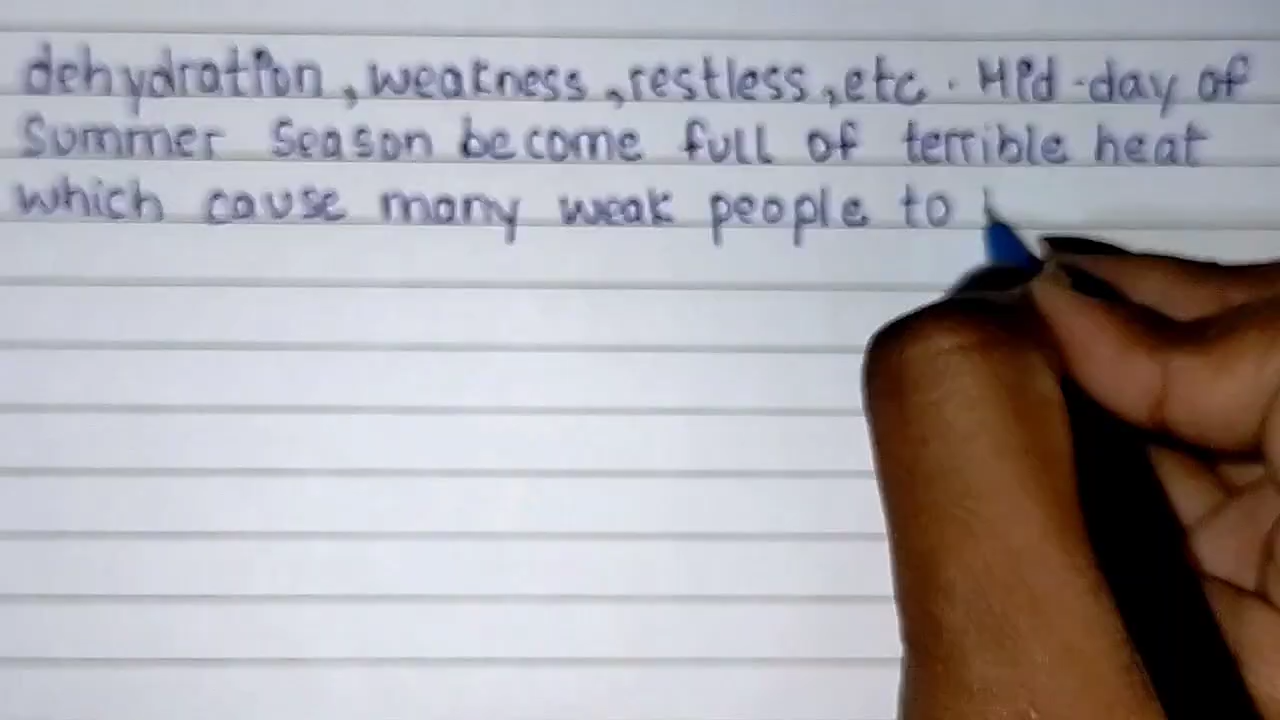 dehydration, weakness, restless, etc. Mid-day of
Summer Season become full of terrible heat
which cause many weak people to